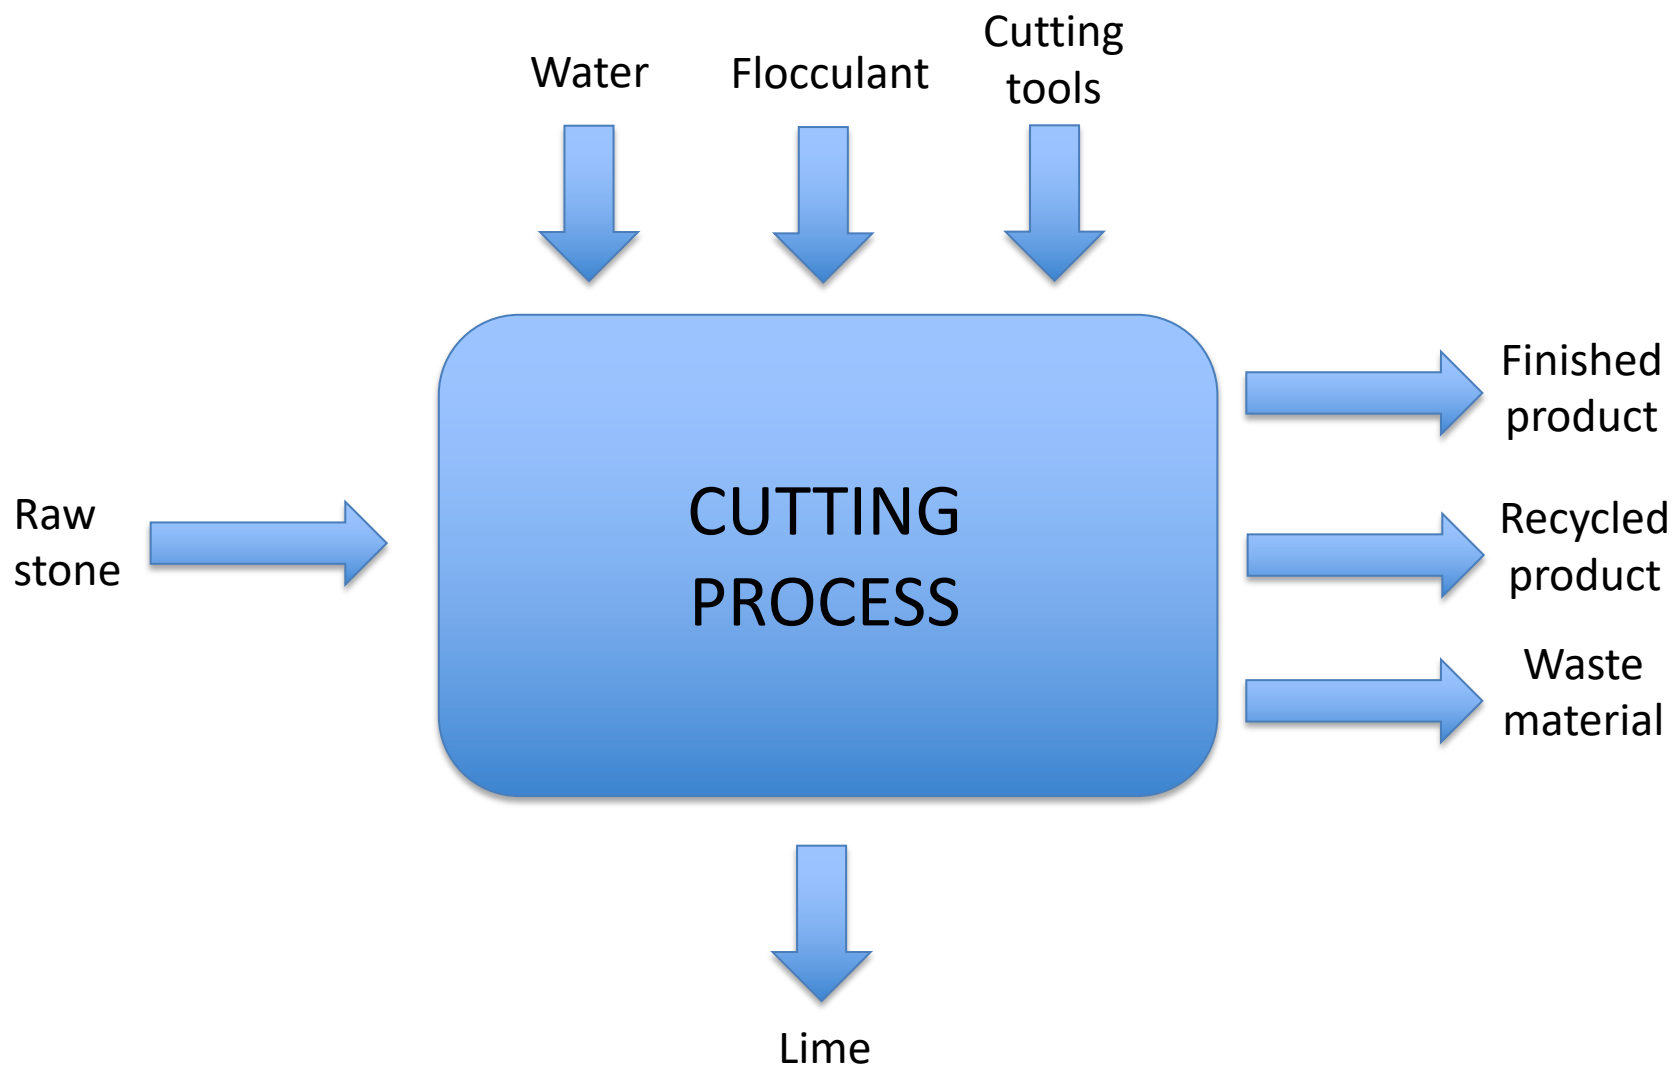 Water
Flocculant
Cutting
tools
Raw
stone
CUTTING
PROCESS
Finished
product
Recycled
product
Waste
material
Lime